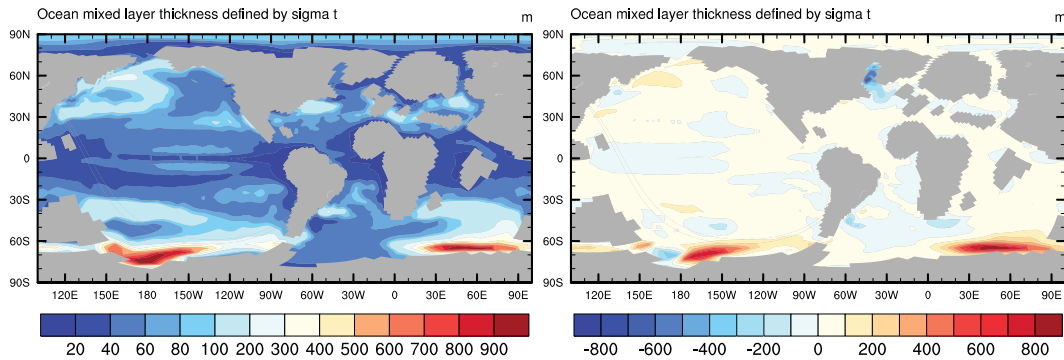 Ocean mixed layer thickness defined by sigma t m
90N
60N
30N
0
30S
60S
90S
120E 150E 180 150W 120W 90W 60W 30W 0 30E 60E 90E
20 40 60 80 100 200 300 400 500 600 700 800 900
Ocean mixed layer thickness defined by sigma t m
90N
60N
30N
0
30S
60S
90S
120E 150E 180 150W 120W 90W 60W 30W 0 30E 60E 90E
-800 -600 -400 -200 0 200 400 600 800